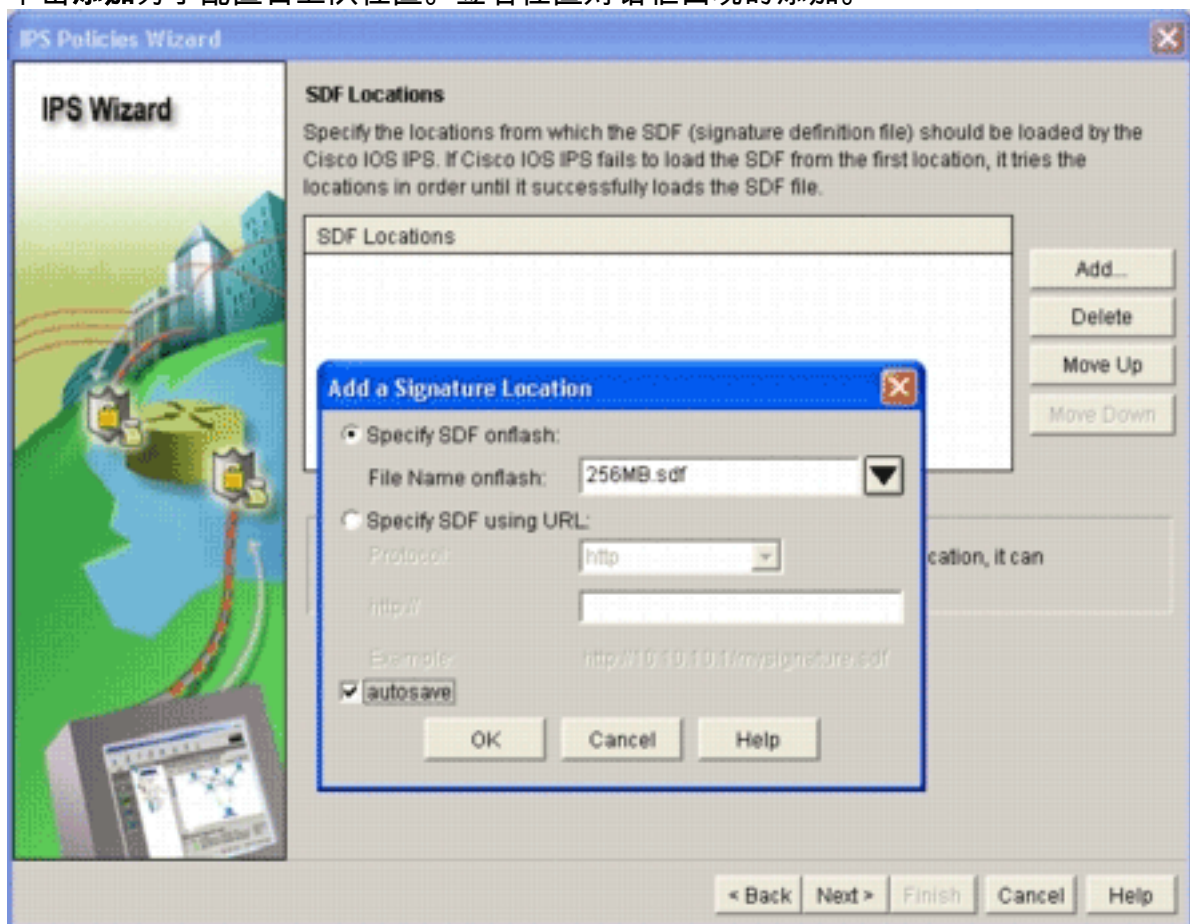 IPS Policies Wizard
IPS Wizard
SDF Locations
Specify the locations from which the SDF (signature definition file) should be loaded by the
Cisco IOS IPS. If Cisco IOS IPS fails to load the SDF from the first location, it tries the
locations in order until it successfully loads the SDF file.
SDF Locations
Add...
Delete
Move Up
Move Down
Add a Signature Location
Specify SDF onflash:
File Name onflash:
256MB.sdf
Specify SDF using URL:
Protocol:
http
cation, it can
http://
Example:
http://10.10.10.1/mysignature.sdf
autosave
OK
Cancel
Help
< Back
Next >
Finish
Cancel
Help